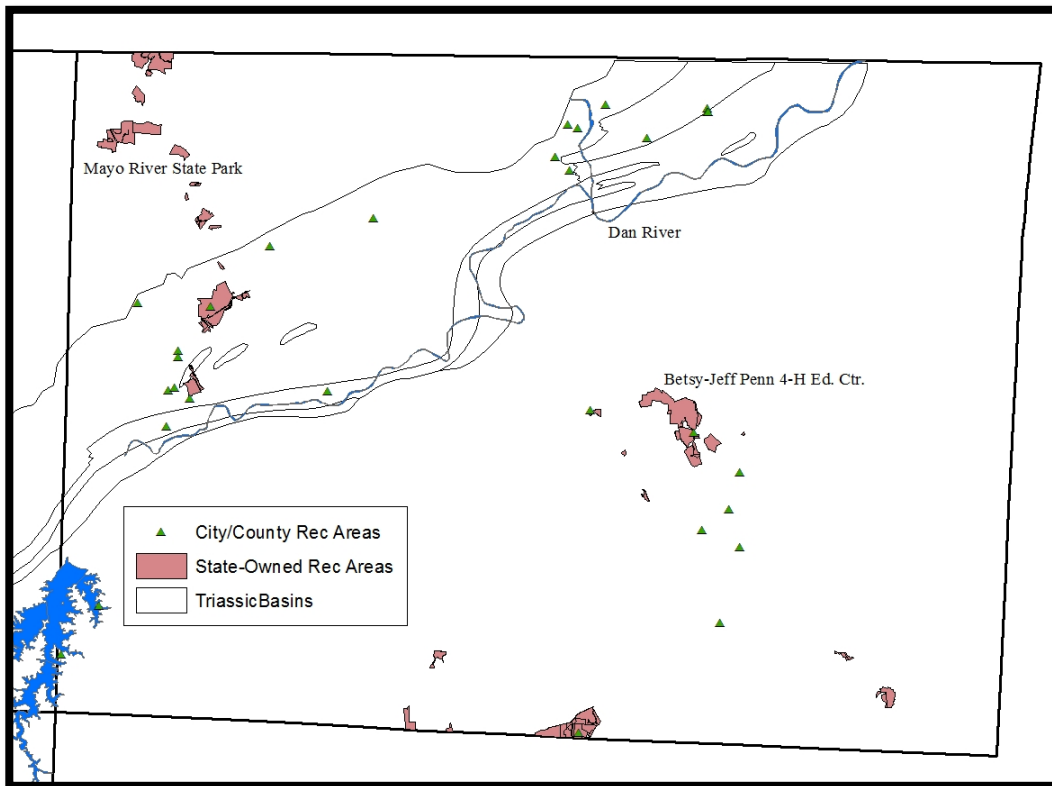 Mayo River State Park
Dan River
Betsy-Jeff Penn 4-H Ed. Ctr.
City/County Rec Areas
State-Owned Rec Areas
TriassicBasins